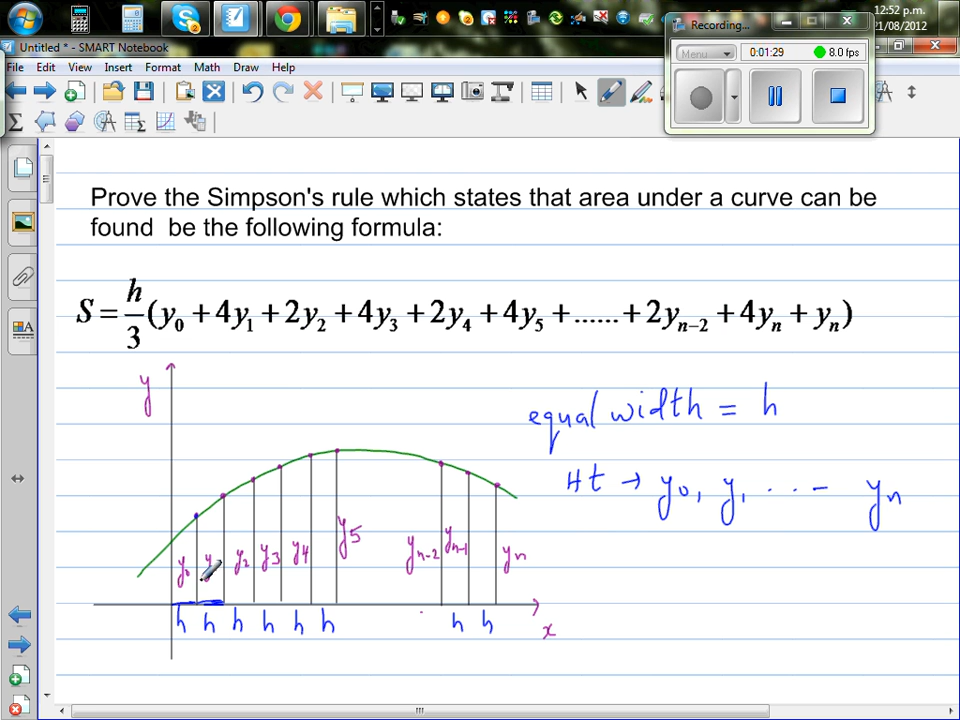 12:52 p.m.
21/08/2012
Recording...
Untitled * - SMART Notebook
Menu
0:01:29
8.0 fps
File Edit View Insert Format Math Draw Help
Prove the Simpson's rule which states that area under a curve can be
found be the following formula:
S = h/3 (y₀ + 4y₁ + 2y₂ + 4y₃ + 2y₄ + 4y₅ + ...... + 2yₙ₋₂ + 4yₙ + yₙ)
y
equal width = h
Ht → y₀, y₁ ... – yₙ
y₀ y y₂ y₃ y₄ y₅ yₙ₋₂ yₙ₋₁ yₙ
h h h h h h h h
x